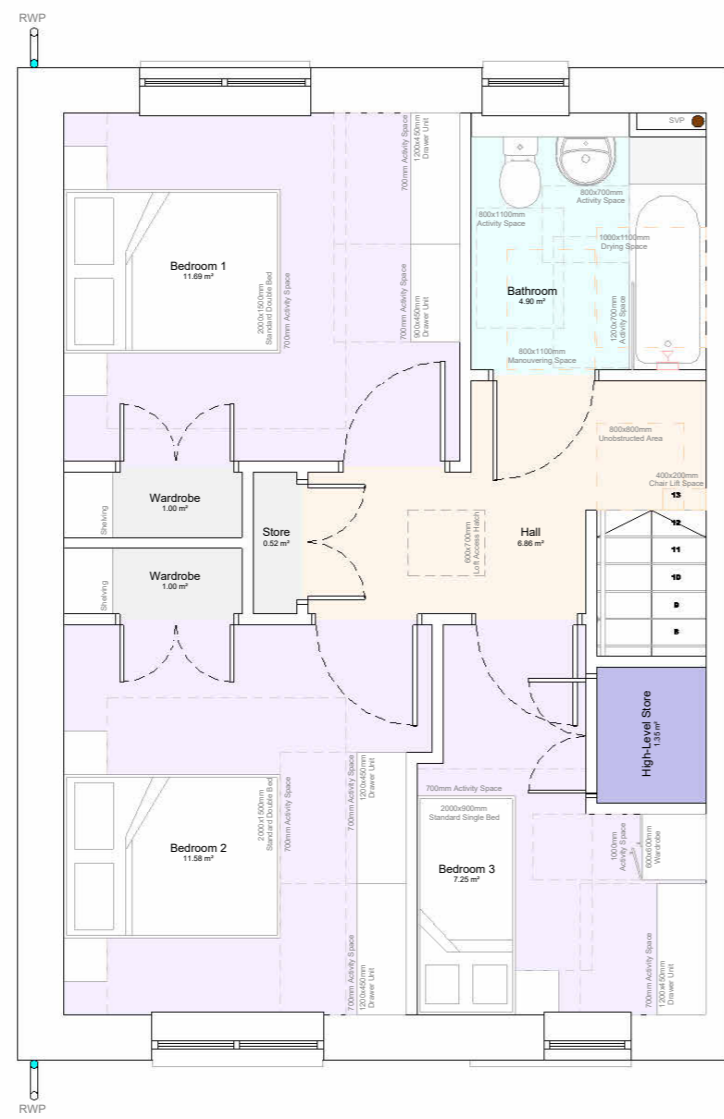 RWP
SVP
700mm Activity Space
1200x450mm
Drawer Unit
800x700mm
Activity Space
800x1100mm
Activity Space
1000x1100mm
Drying Space
Bedroom 1
11.69 m²
2000x1500mm
Standard Double Bed
700mm Activity Space
700mm Activity Space
900x450mm
Drawer Unit
Bathroom
4.90 m²
1200x700mm
Activity Space
800x1100mm
Manouvering Space
800x800mm
Unobstructed Area
400x200mm
Chair Lift Space
13
12
11
10
9
8
Shelving
Wardrobe
1.00 m²
Store
0.52 m²
600x700mm
Loft Access Hatch
Hall
6.86 m²
Shelving
Wardrobe
1.00 m²
High-Level Store
1.35 m²
2000x1500mm
Standard Double Bed
700mm Activity Space
700mm Activity Space
1200x450mm
Drawer Unit
Bedroom 2
11.58 m²
700mm Activity Space
2000x900mm
Standard Single Bed
Bedroom 3
7.25 m²
1000mm
Activity Space
600x600mm
Wardrobe
700mm Activity Space
1200x450mm
Drawer Unit
700mm Activity Space
1200x450mm
Drawer Unit
RWP